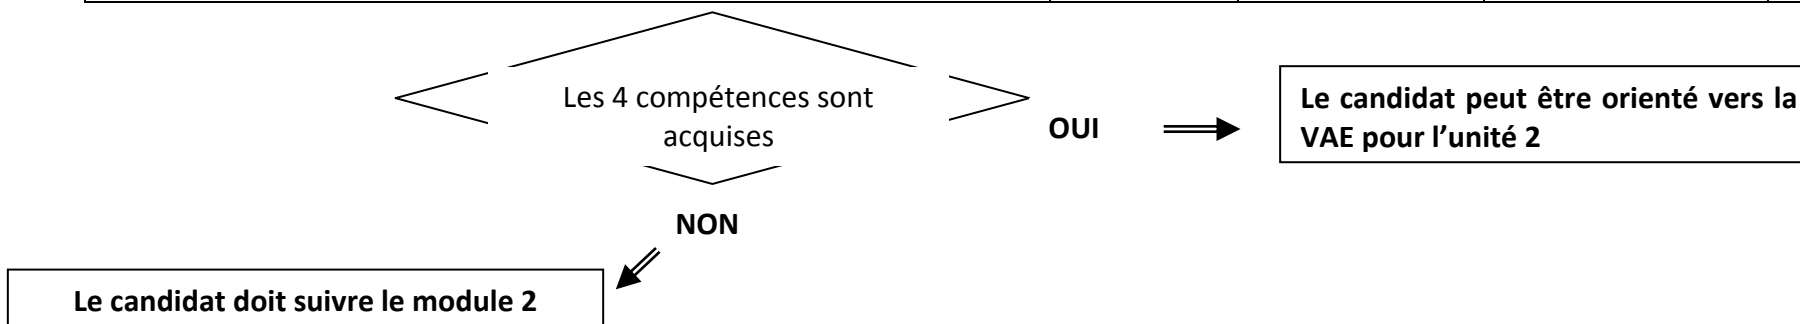 Les 4 compétences sont
acquises
OUI
Le candidat peut être orienté vers la
VAE pour l’unité 2
NON
Le candidat doit suivre le module 2